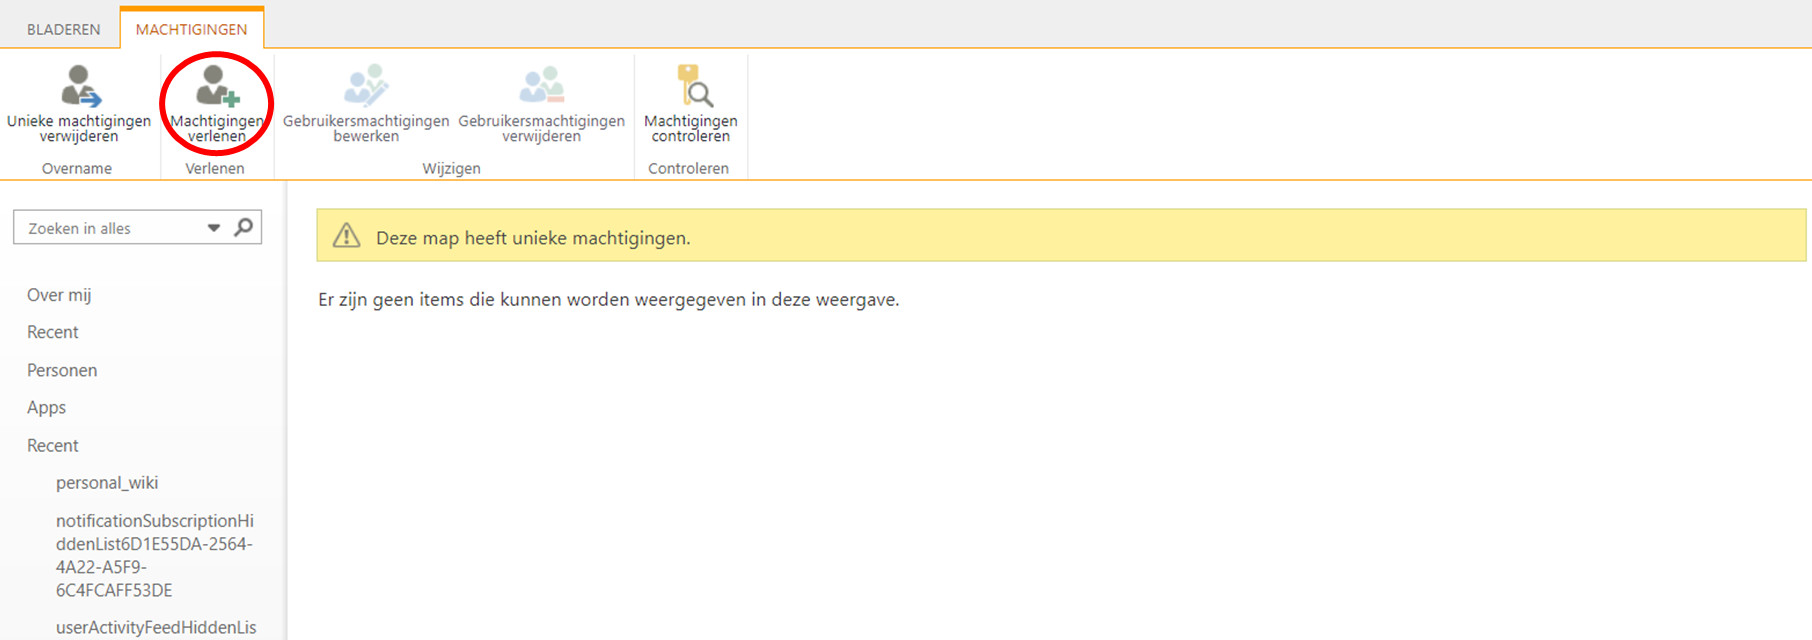 BLADEREN
MACHTIGINGEN
Unieke machtigingen
verwijderen
Machtigingen
verlenen
Gebruikersmachtigingen
bewerken
Gebruikersmachtigingen
verwijderen
Machtigingen
controleren
Overname
Verlenen
Wijzigen
Controleren
Zoeken in alles
Deze map heeft unieke machtigingen.
Er zijn geen items die kunnen worden weergegeven in deze weergave.
Over mij
Recent
Personen
Apps
Recent
personal_wiki
notificationSubscriptionHi
ddenList6D1E55DA-2564-
4A22-A5F9-
6C4FCAFF53DE
userActivityFeedHiddenLis